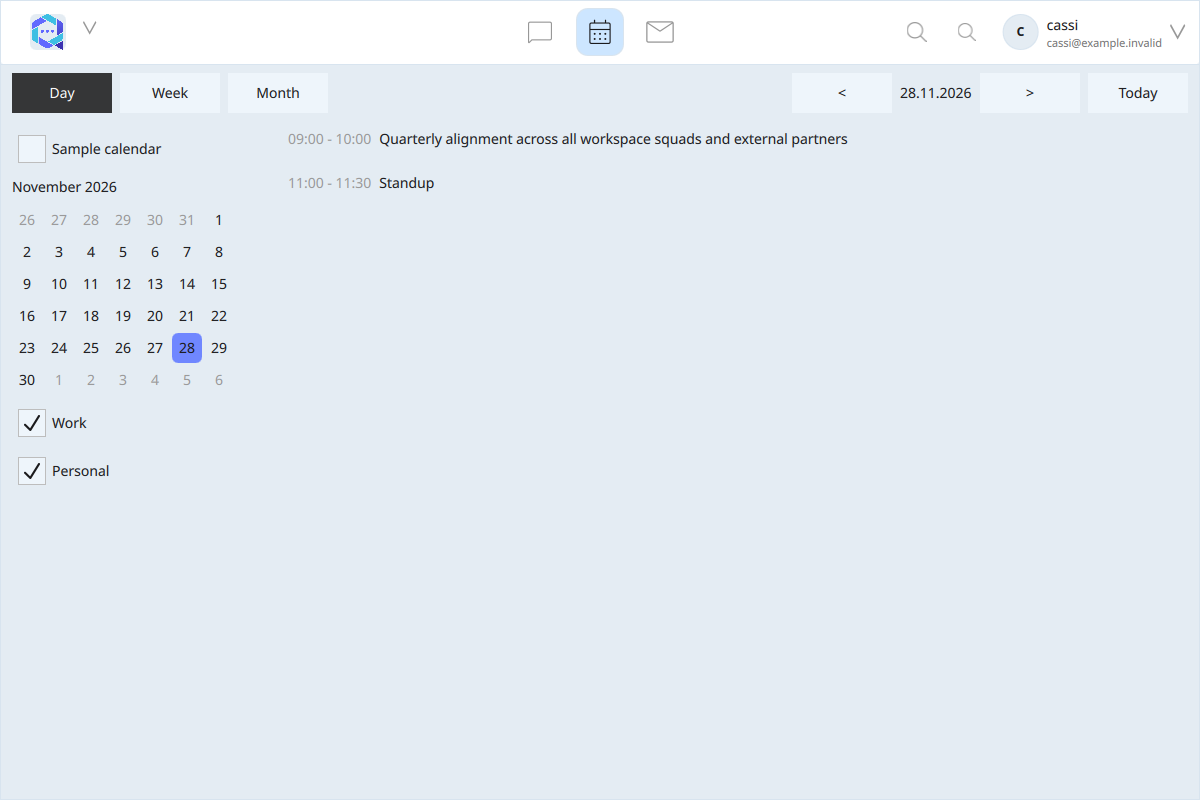 C cassi
cassi@example.invalid
Day Week Month < 28.11.2026 > Today
Sample calendar
09:00 - 10:00 Quarterly alignment across all workspace squads and external partners
11:00 - 11:30 Standup
November 2026
26 27 28 29 30 31 1
2 3 4 5 6 7 8
9 10 11 12 13 14 15
16 17 18 19 20 21 22
23 24 25 26 27 28 29
30 1 2 3 4 5 6
Work
Personal